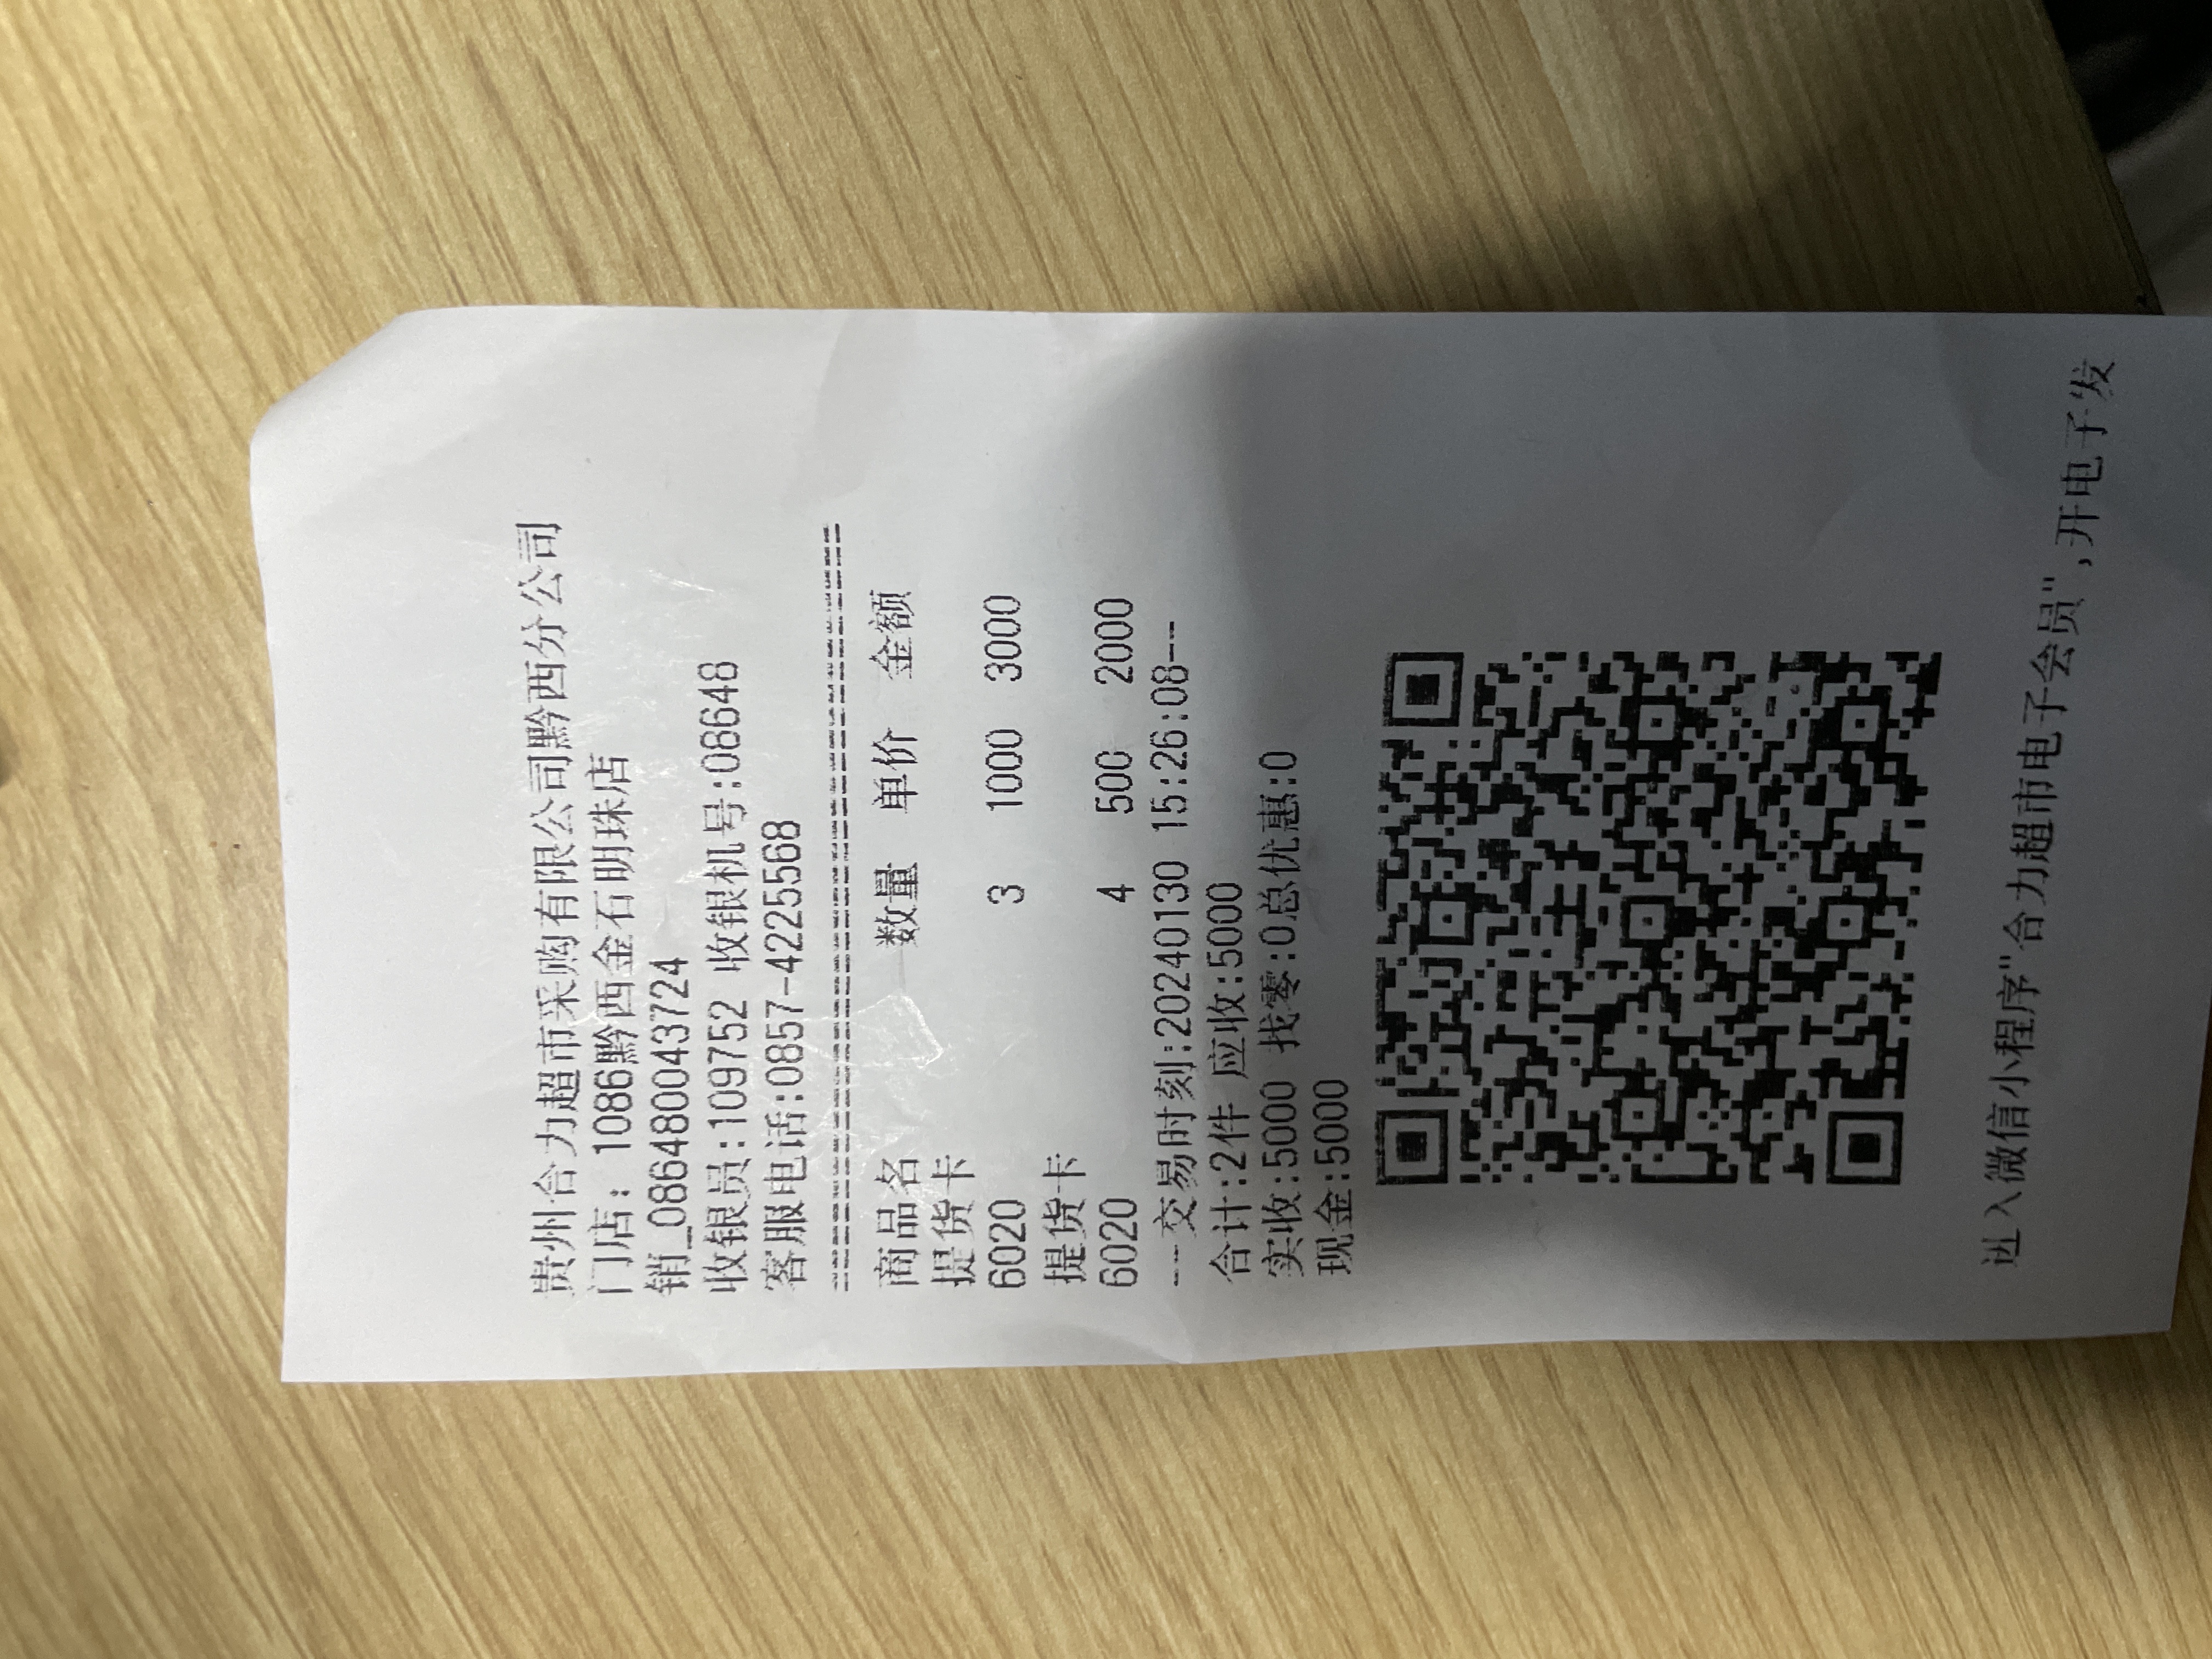 贵州合力超市采购有限公司黔西分公司
门店：1086黔西金石明珠店
销_086480043724
收银员:109752 收银机号:08648
客服电话:0857-4225568
==========================================
商品名 数量 单价 金额
提货卡
6020 3 1000 3000
提货卡
6020 4 500 2000
--交易时刻:20240130 15:26:08--
合计:2件 应收:5000
实收:5000 找零:0总优惠:0
现金:5000
进入微信小程序"合力超市电子会员",开电子发